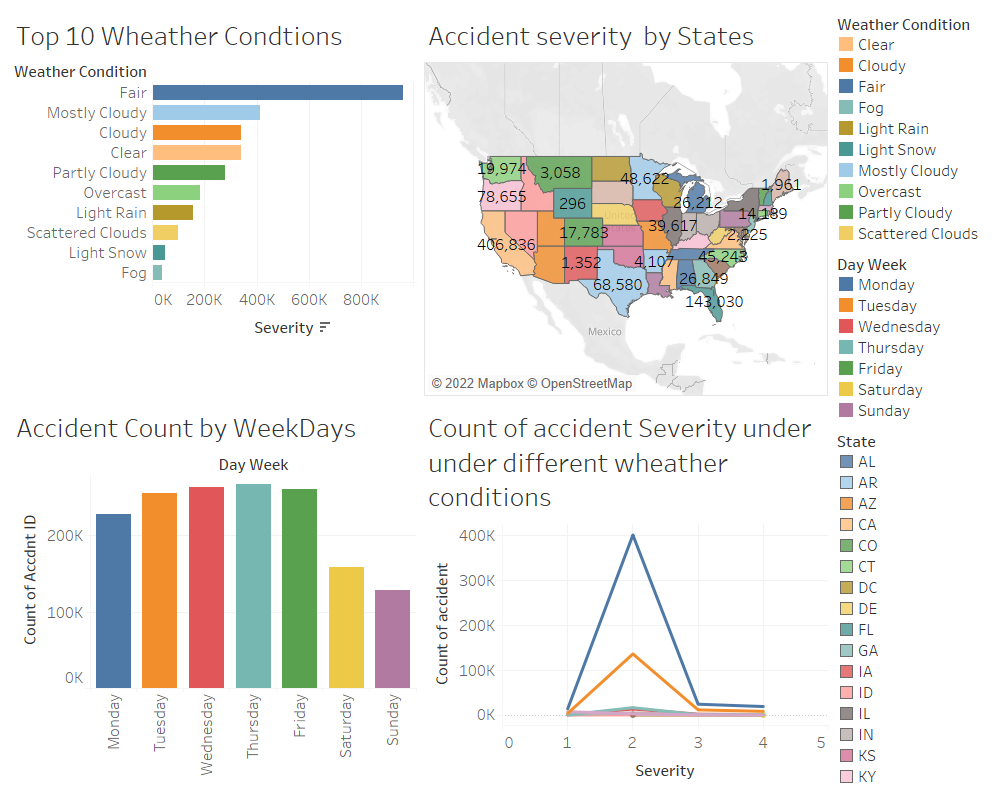 Top 10 Wheather Condtions
Weather Condition
Fair
Mostly Cloudy
Cloudy
Clear
Partly Cloudy
Overcast
Light Rain
Scattered Clouds
Light Snow
Fog
0K 200K 400K 600K 800K
Severity
Accident severity by States
19,974
3,058
48,622
1,961
78,655
296
26,212
14,189
406,836
17,783
39,617
2,225
1,352
4,107
45,243
68,580
26,849
143,030
United
Mexico
© 2022 Mapbox © OpenStreetMap
Accident Count by WeekDays
Day Week
Count of Accdnt ID
200K
100K
0K
Monday
Tuesday
Wednesday
Thursday
Friday
Saturday
Sunday
Count of accident Severity under
under different wheather
conditions
Count of accident
400K
300K
200K
100K
0K
0 1 2 3 4 5
Severity
Weather Condition
Clear
Cloudy
Fair
Fog
Light Rain
Light Snow
Mostly Cloudy
Overcast
Partly Cloudy
Scattered Clouds
Day Week
Monday
Tuesday
Wednesday
Thursday
Friday
Saturday
Sunday
State
AL
AR
AZ
CA
CO
CT
DC
DE
FL
GA
IA
ID
IL
IN
KS
KY